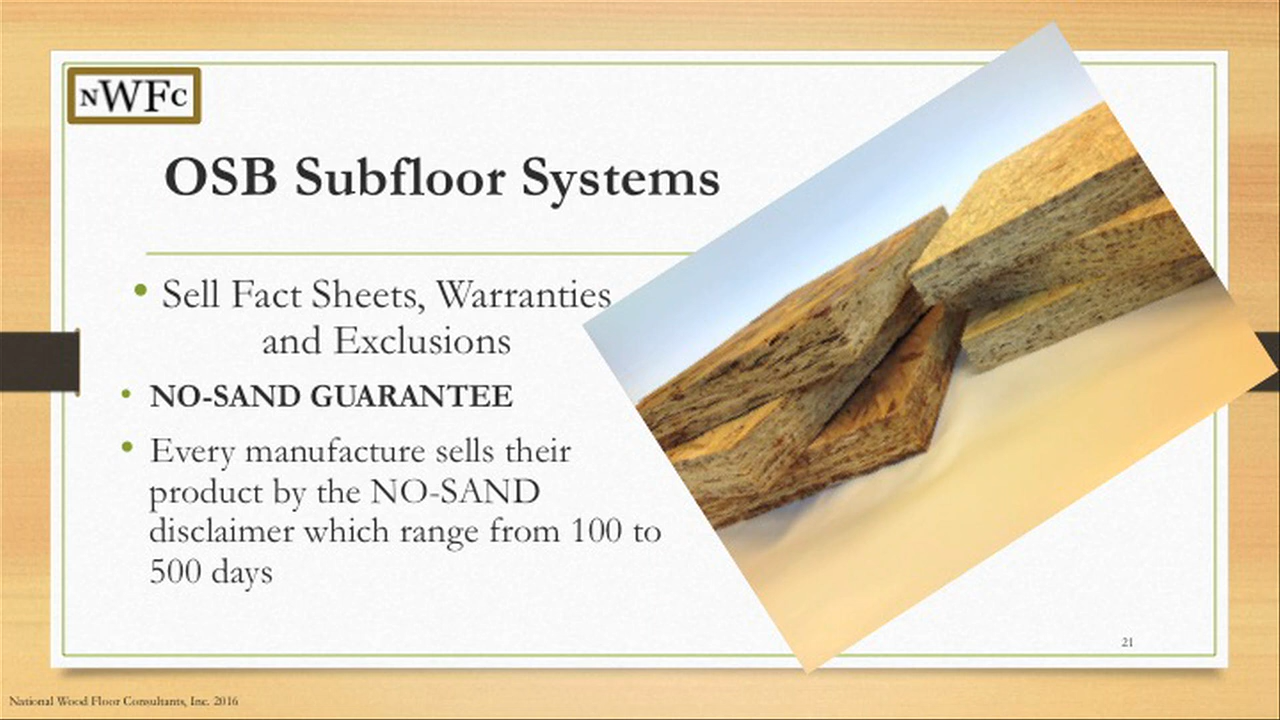 NWFC
OSB Subfloor Systems
• Sell Fact Sheets, Warranties
and Exclusions
• NO-SAND GUARANTEE
• Every manufacture sells their
product by the NO-SAND
disclaimer which range from 100 to
500 days
21
National Wood Floor Consultants, Inc. 2016